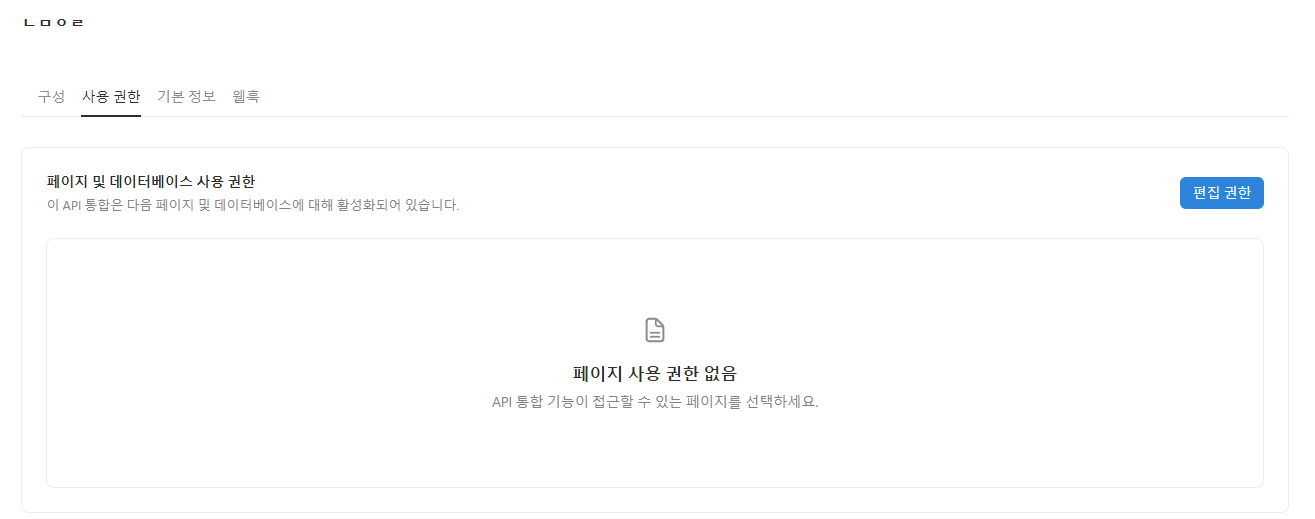 구성 사용 권한 기본 정보 웹훅
페이지 및 데이터베이스 사용 권한
이 API 통합은 다음 페이지 및 데이터베이스에 대해 활성화되어 있습니다.
편집 권한
페이지 사용 권한 없음
API 통합 기능이 접근할 수 있는 페이지를 선택하세요.